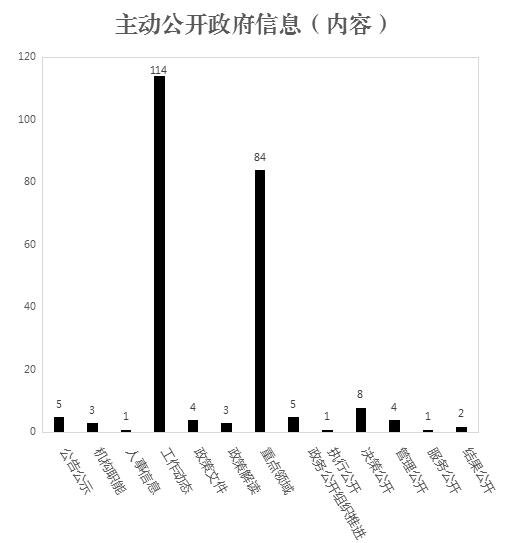 主动公开政府信息（内容）
120
100
80
60
40
20
0
5
3
1
114
4
3
84
5
1
8
4
1
2
公告公示
机构职能
人事信息
工作动态
政策文件
政策解读
重点领域
政务公开组织推进
执行公开
决策公开
管理公开
服务公开
结果公开